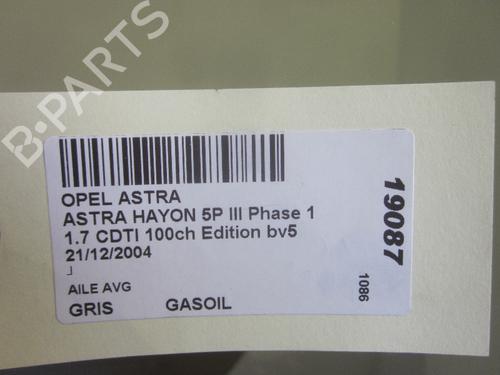 B-PARTS
OPEL ASTRA
ASTRA HAYON 5P III Phase 1
1.7 CDTI 100ch Edition bv5
21/12/2004
AILE AVG
GRIS GASOIL
19087
1086